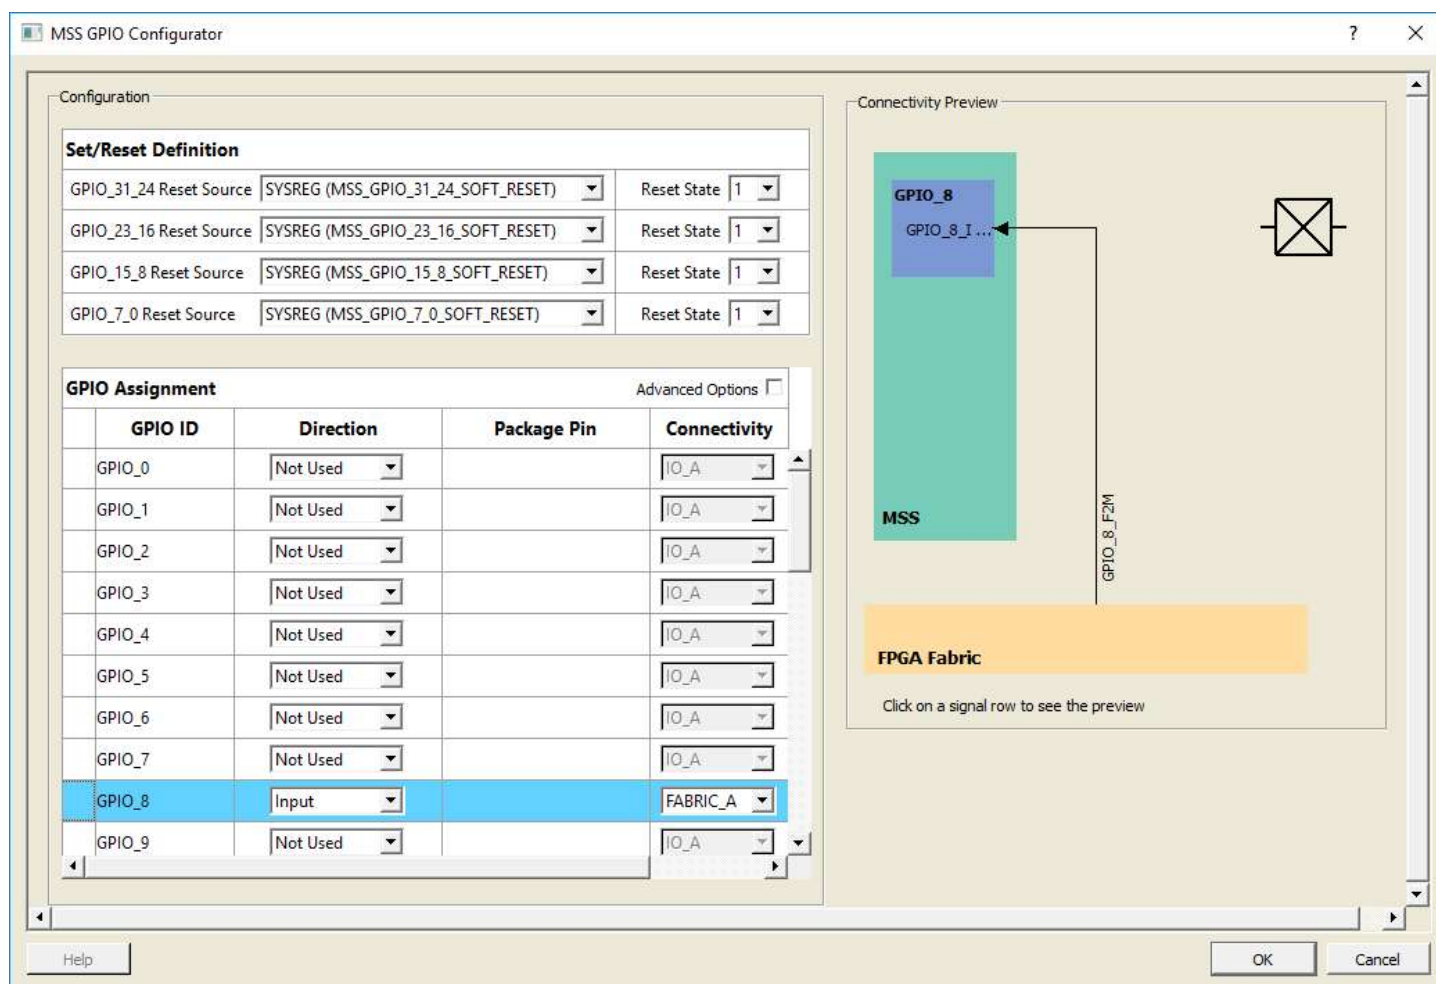 MSS GPIO Configurator
?
Configuration
Set/Reset Definition
GPIO_31_24 Reset Source SYSREG (MSS_GPIO_31_24_SOFT_RESET) Reset State 1
GPIO_23_16 Reset Source SYSREG (MSS_GPIO_23_16_SOFT_RESET) Reset State 1
GPIO_15_8 Reset Source SYSREG (MSS_GPIO_15_8_SOFT_RESET) Reset State 1
GPIO_7_0 Reset Source SYSREG (MSS_GPIO_7_0_SOFT_RESET) Reset State 1
GPIO Assignment Advanced Options
GPIO ID Direction Package Pin Connectivity
GPIO_0 Not Used IO_A
GPIO_1 Not Used IO_A
GPIO_2 Not Used IO_A
GPIO_3 Not Used IO_A
GPIO_4 Not Used IO_A
GPIO_5 Not Used IO_A
GPIO_6 Not Used IO_A
GPIO_7 Not Used IO_A
GPIO_8 Input FABRIC_A
GPIO_9 Not Used IO_A
Connectivity Preview
GPIO_8
GPIO_8_I ...
MSS
GPIO_8_F2M
FPGA Fabric
Click on a signal row to see the preview
Help OK Cancel